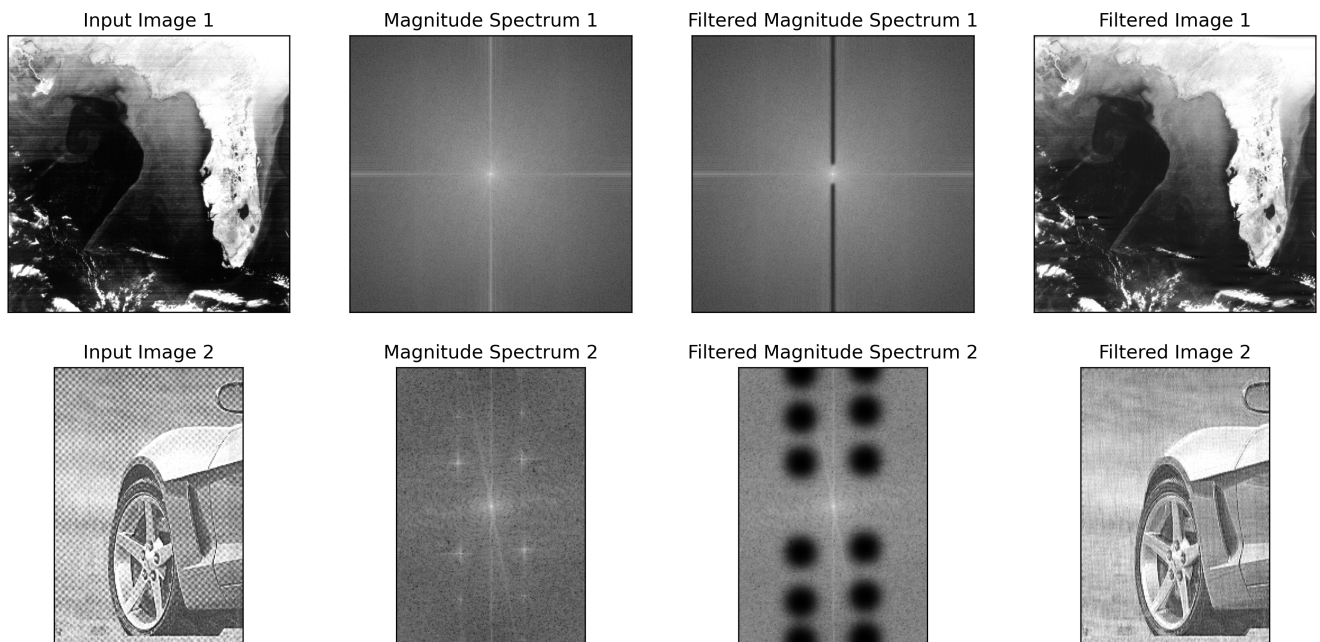 Input Image 1
Magnitude Spectrum 1
Filtered Magnitude Spectrum 1
Filtered Image 1
Input Image 2
Magnitude Spectrum 2
Filtered Magnitude Spectrum 2
Filtered Image 2